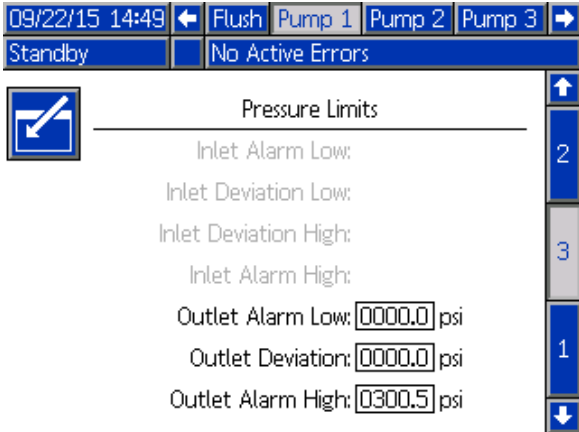 09/22/15 14:49 Flush Pump 1 Pump 2 Pump 3
Standby No Active Errors
Pressure Limits
Inlet Alarm Low:
2
Inlet Deviation Low:
Inlet Deviation High:
3
Inlet Alarm High:
Outlet Alarm Low: 0000.0 psi
Outlet Deviation: 0000.0 psi
1
Outlet Alarm High: 0300.5 psi